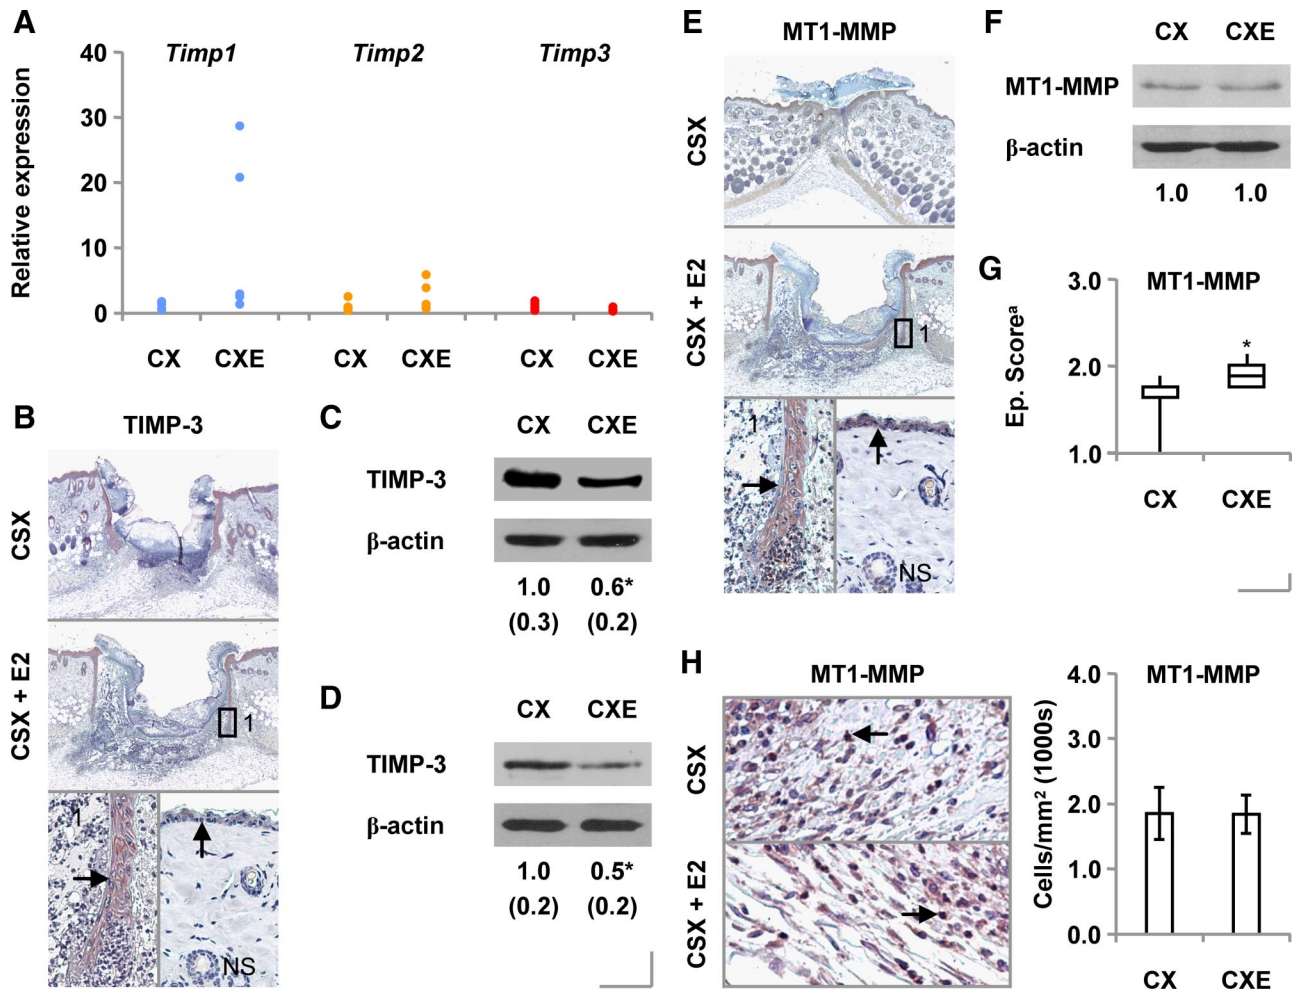 A
Timp1 Timp2 Timp3
Relative expression
40
30
20
10
0
CX CXE CX CXE CX CXE
B
TIMP-3
CSX
CSX + E2
1
1
NS
C
CX CXE
TIMP-3
β-actin
1.0 0.6*
(0.3) (0.2)
D
CX CXE
TIMP-3
β-actin
1.0 0.5*
(0.2) (0.2)
E
MT1-MMP
CSX
CSX + E2
1
1
NS
F
CX CXE
MT1-MMP
β-actin
1.0 1.0
G
MT1-MMP
Ep. Scoreᵃ
3.0
2.0
1.0
*
CX CXE
H
MT1-MMP
CSX
CSX + E2
MT1-MMP
Cells/mm² (1000s)
4.0
3.0
2.0
1.0
0.0
CX CXE